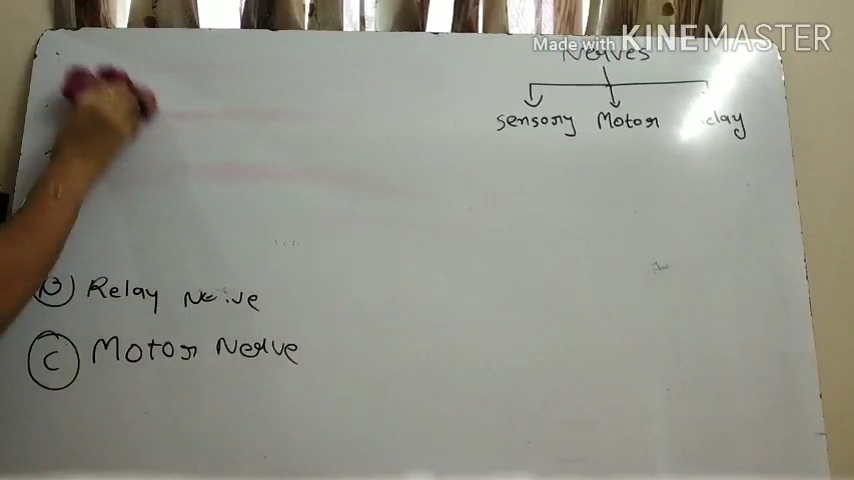 Made with KINEMASTER
Nerves
sensory Motor
B) Relay Nerve
C Motor Nerve